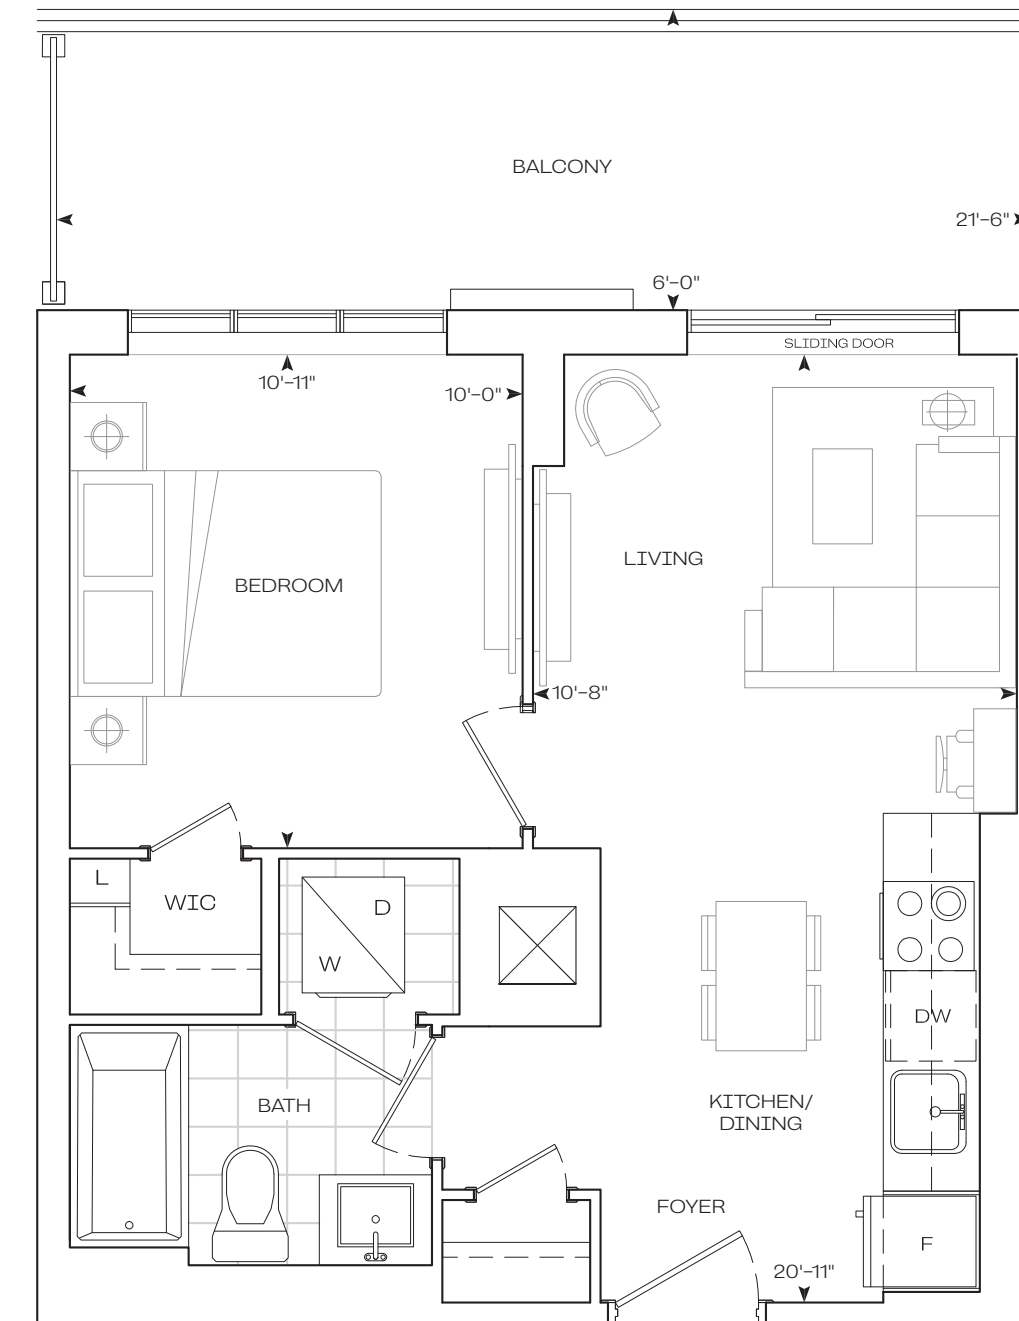 BALCONY
21'-6"
6'-0"
SLIDING DOOR
10'-11"
10'-0"
LIVING
BEDROOM
10'-8"
L
WIC
D
W
DW
BATH
KITCHEN/
DINING
FOYER
F
20'-11"